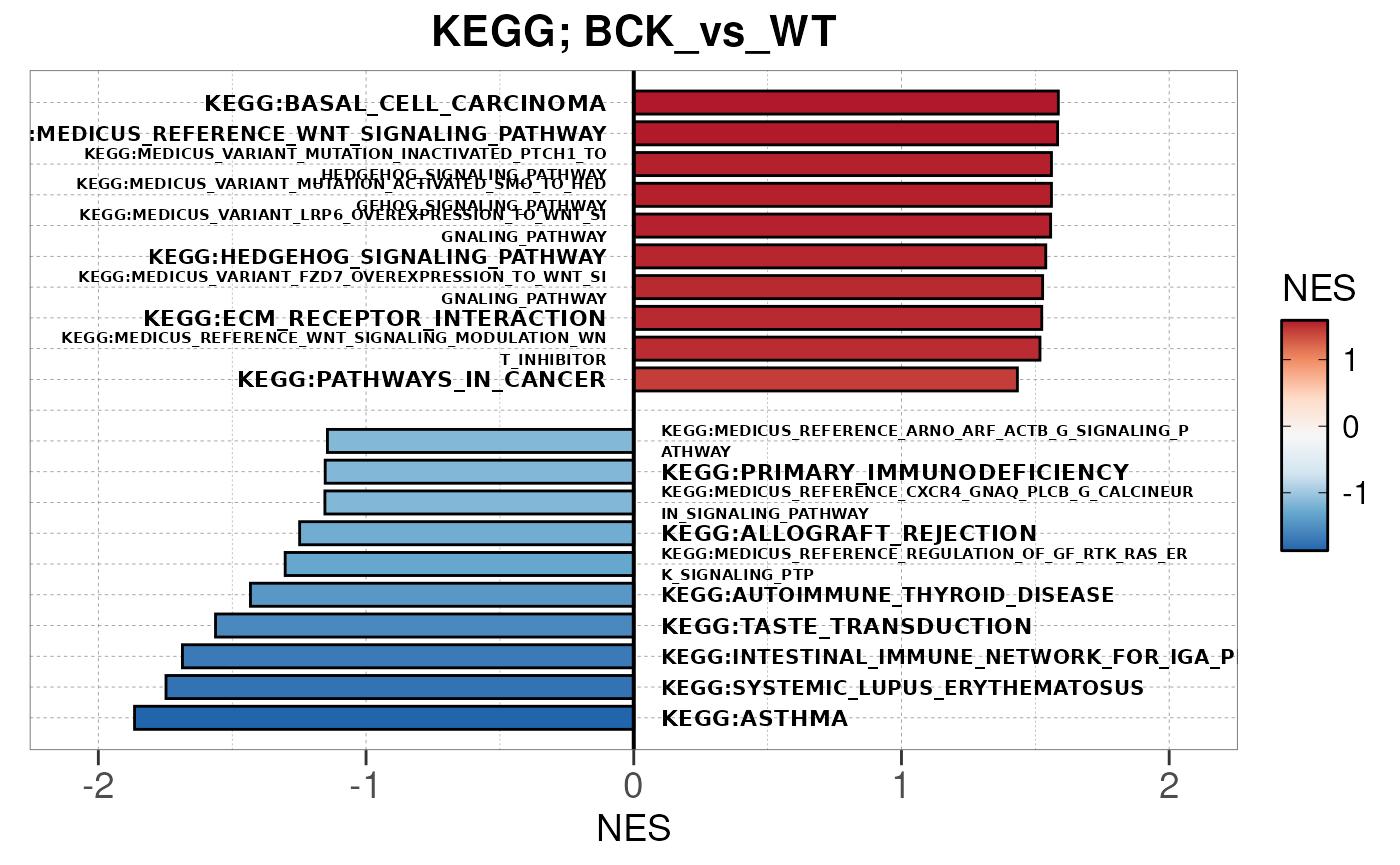 KEGG; BCK_vs_WT
KEGG:BASAL_CELL_CARCINOMA
:MEDICUS_REFERENCE_WNT_SIGNALING_PATHWAY
KEGG:MEDICUS_VARIANT_MUTATION_INACTIVATED_PTCH1_TO
HEDGEHOG_SIGNALING_PATHWAY
KEGG:MEDICUS_VARIANT_MUTATION_ACTIVATED_SMO_TO_HED
GEHOG_SIGNALING_PATHWAY
KEGG:MEDICUS_VARIANT_LRP6_OVEREXPRESSION_TO_WNT_SI
GNALING_PATHWAY
KEGG:HEDGEHOG_SIGNALING_PATHWAY
KEGG:MEDICUS_VARIANT_FZD7_OVEREXPRESSION_TO_WNT_SI
GNALING_PATHWAY
KEGG:ECM_RECEPTOR_INTERACTION
KEGG:MEDICUS_REFERENCE_WNT_SIGNALING_MODULATION_WN
T_INHIBITOR
KEGG:PATHWAYS_IN_CANCER
KEGG:MEDICUS_REFERENCE_ARNO_ARF_ACTB_G_SIGNALING_P
ATHWAY
KEGG:PRIMARY_IMMUNODEFICIENCY
KEGG:MEDICUS_REFERENCE_CXCR4_GNAQ_PLCB_G_CALCINEUR
IN_SIGNALING_PATHWAY
KEGG:ALLOGRAFT_REJECTION
KEGG:MEDICUS_REFERENCE_REGULATION_OF_GF_RTK_RAS_ER
K_SIGNALING_PTP
KEGG:AUTOIMMUNE_THYROID_DISEASE
KEGG:TASTE_TRANSDUCTION
KEGG:INTESTINAL_IMMUNE_NETWORK_FOR_IGA_P
KEGG:SYSTEMIC_LUPUS_ERYTHEMATOSUS
KEGG:ASTHMA
-2 -1 0 1 2
NES
NES
1
0
-1